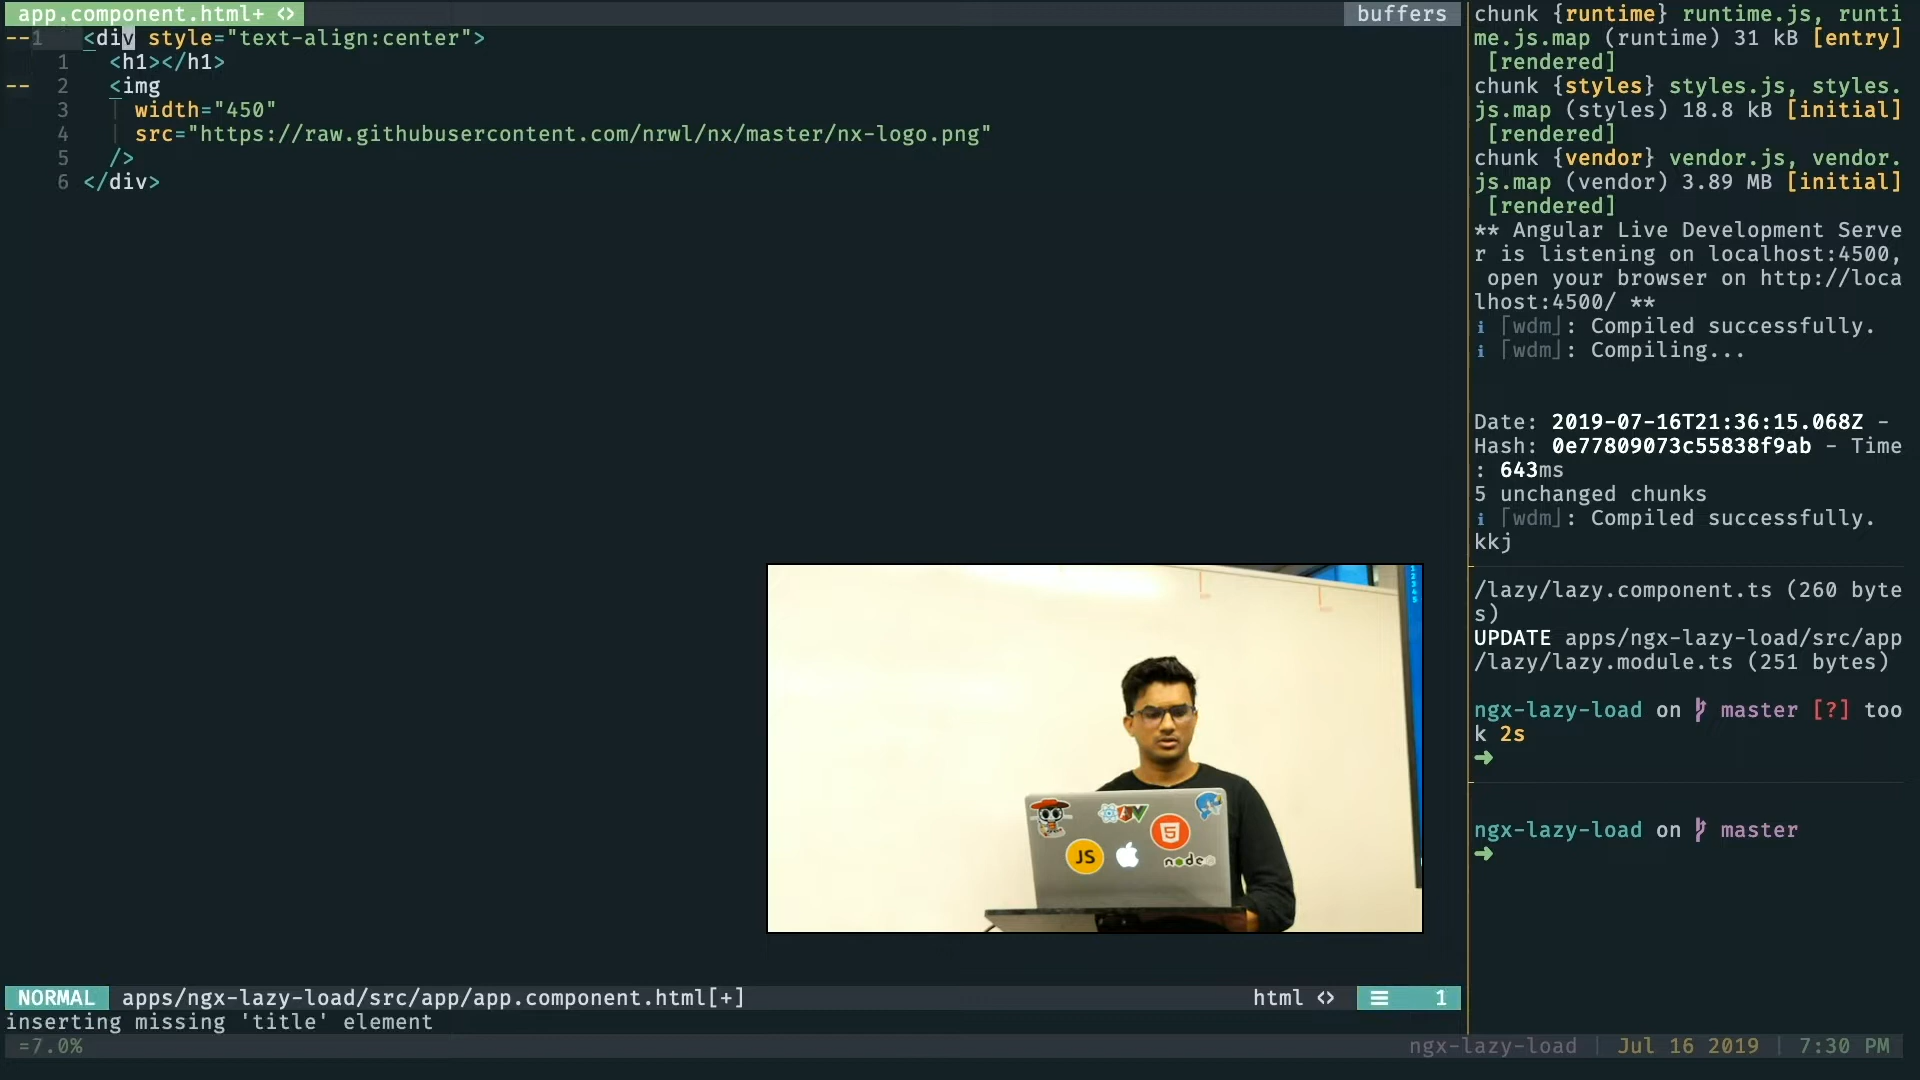 app.component.html+ <>
buffers
--1 <div style="text-align:center">
1 <h1></h1>
-- 2 <img
3 width="450"
4 src="https://raw.githubusercontent.com/nrwl/nx/master/nx-logo.png"
5 />
6 </div>
NORMAL apps/ngx-lazy-load/src/app/app.component.html[+] html <> ☰ 1
inserting missing 'title' element
=7.0%
chunk {runtime} runtime.js, runti
me.js.map (runtime) 31 kB [entry]
[rendered]
chunk {styles} styles.js, styles.
js.map (styles) 18.8 kB [initial]
[rendered]
chunk {vendor} vendor.js, vendor.
js.map (vendor) 3.89 MB [initial]
[rendered]
** Angular Live Development Serve
r is listening on localhost:4500,
open your browser on http://loca
lhost:4500/ **
ℹ ｢wdm｣: Compiled successfully.
ℹ ｢wdm｣: Compiling...
Date: 2019-07-16T21:36:15.068Z -
Hash: 0e77809073c55838f9ab - Time
: 643ms
5 unchanged chunks
ℹ ｢wdm｣: Compiled successfully.
kkj
/lazy/lazy.component.ts (260 byte
s)
UPDATE apps/ngx-lazy-load/src/app
/lazy/lazy.module.ts (251 bytes)
ngx-lazy-load on master [?] too
k 2s
➜
ngx-lazy-load on master
➜
ngx-lazy-load | Jul 16 2019 | 7:30 PM
JS
5
node